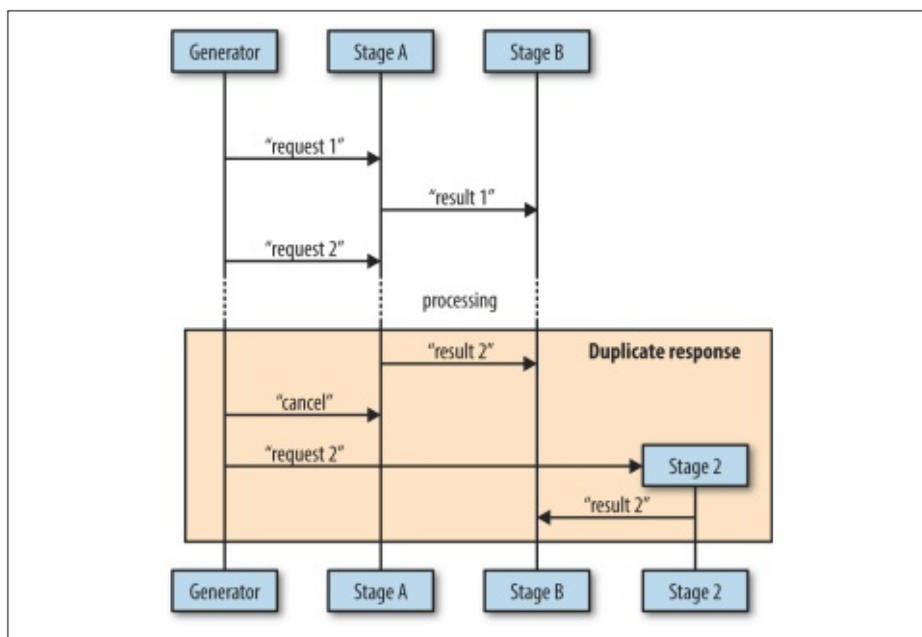 Generator Stage A Stage B
“request 1”
“result 1”
“request 2”
processing
“result 2” Duplicate response
“cancel”
“request 2” Stage 2
“result 2”
Generator Stage A Stage B Stage 2